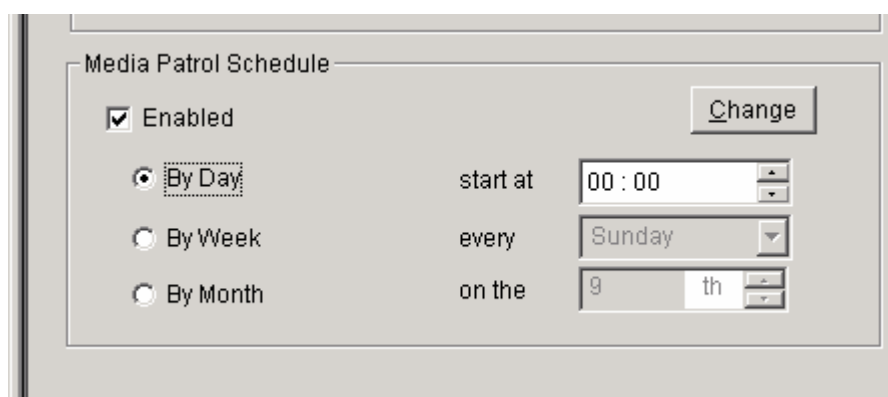 Media Patrol Schedule
Enabled
Change
By Day start at 00 : 00
By Week every Sunday
By Month on the 9 th